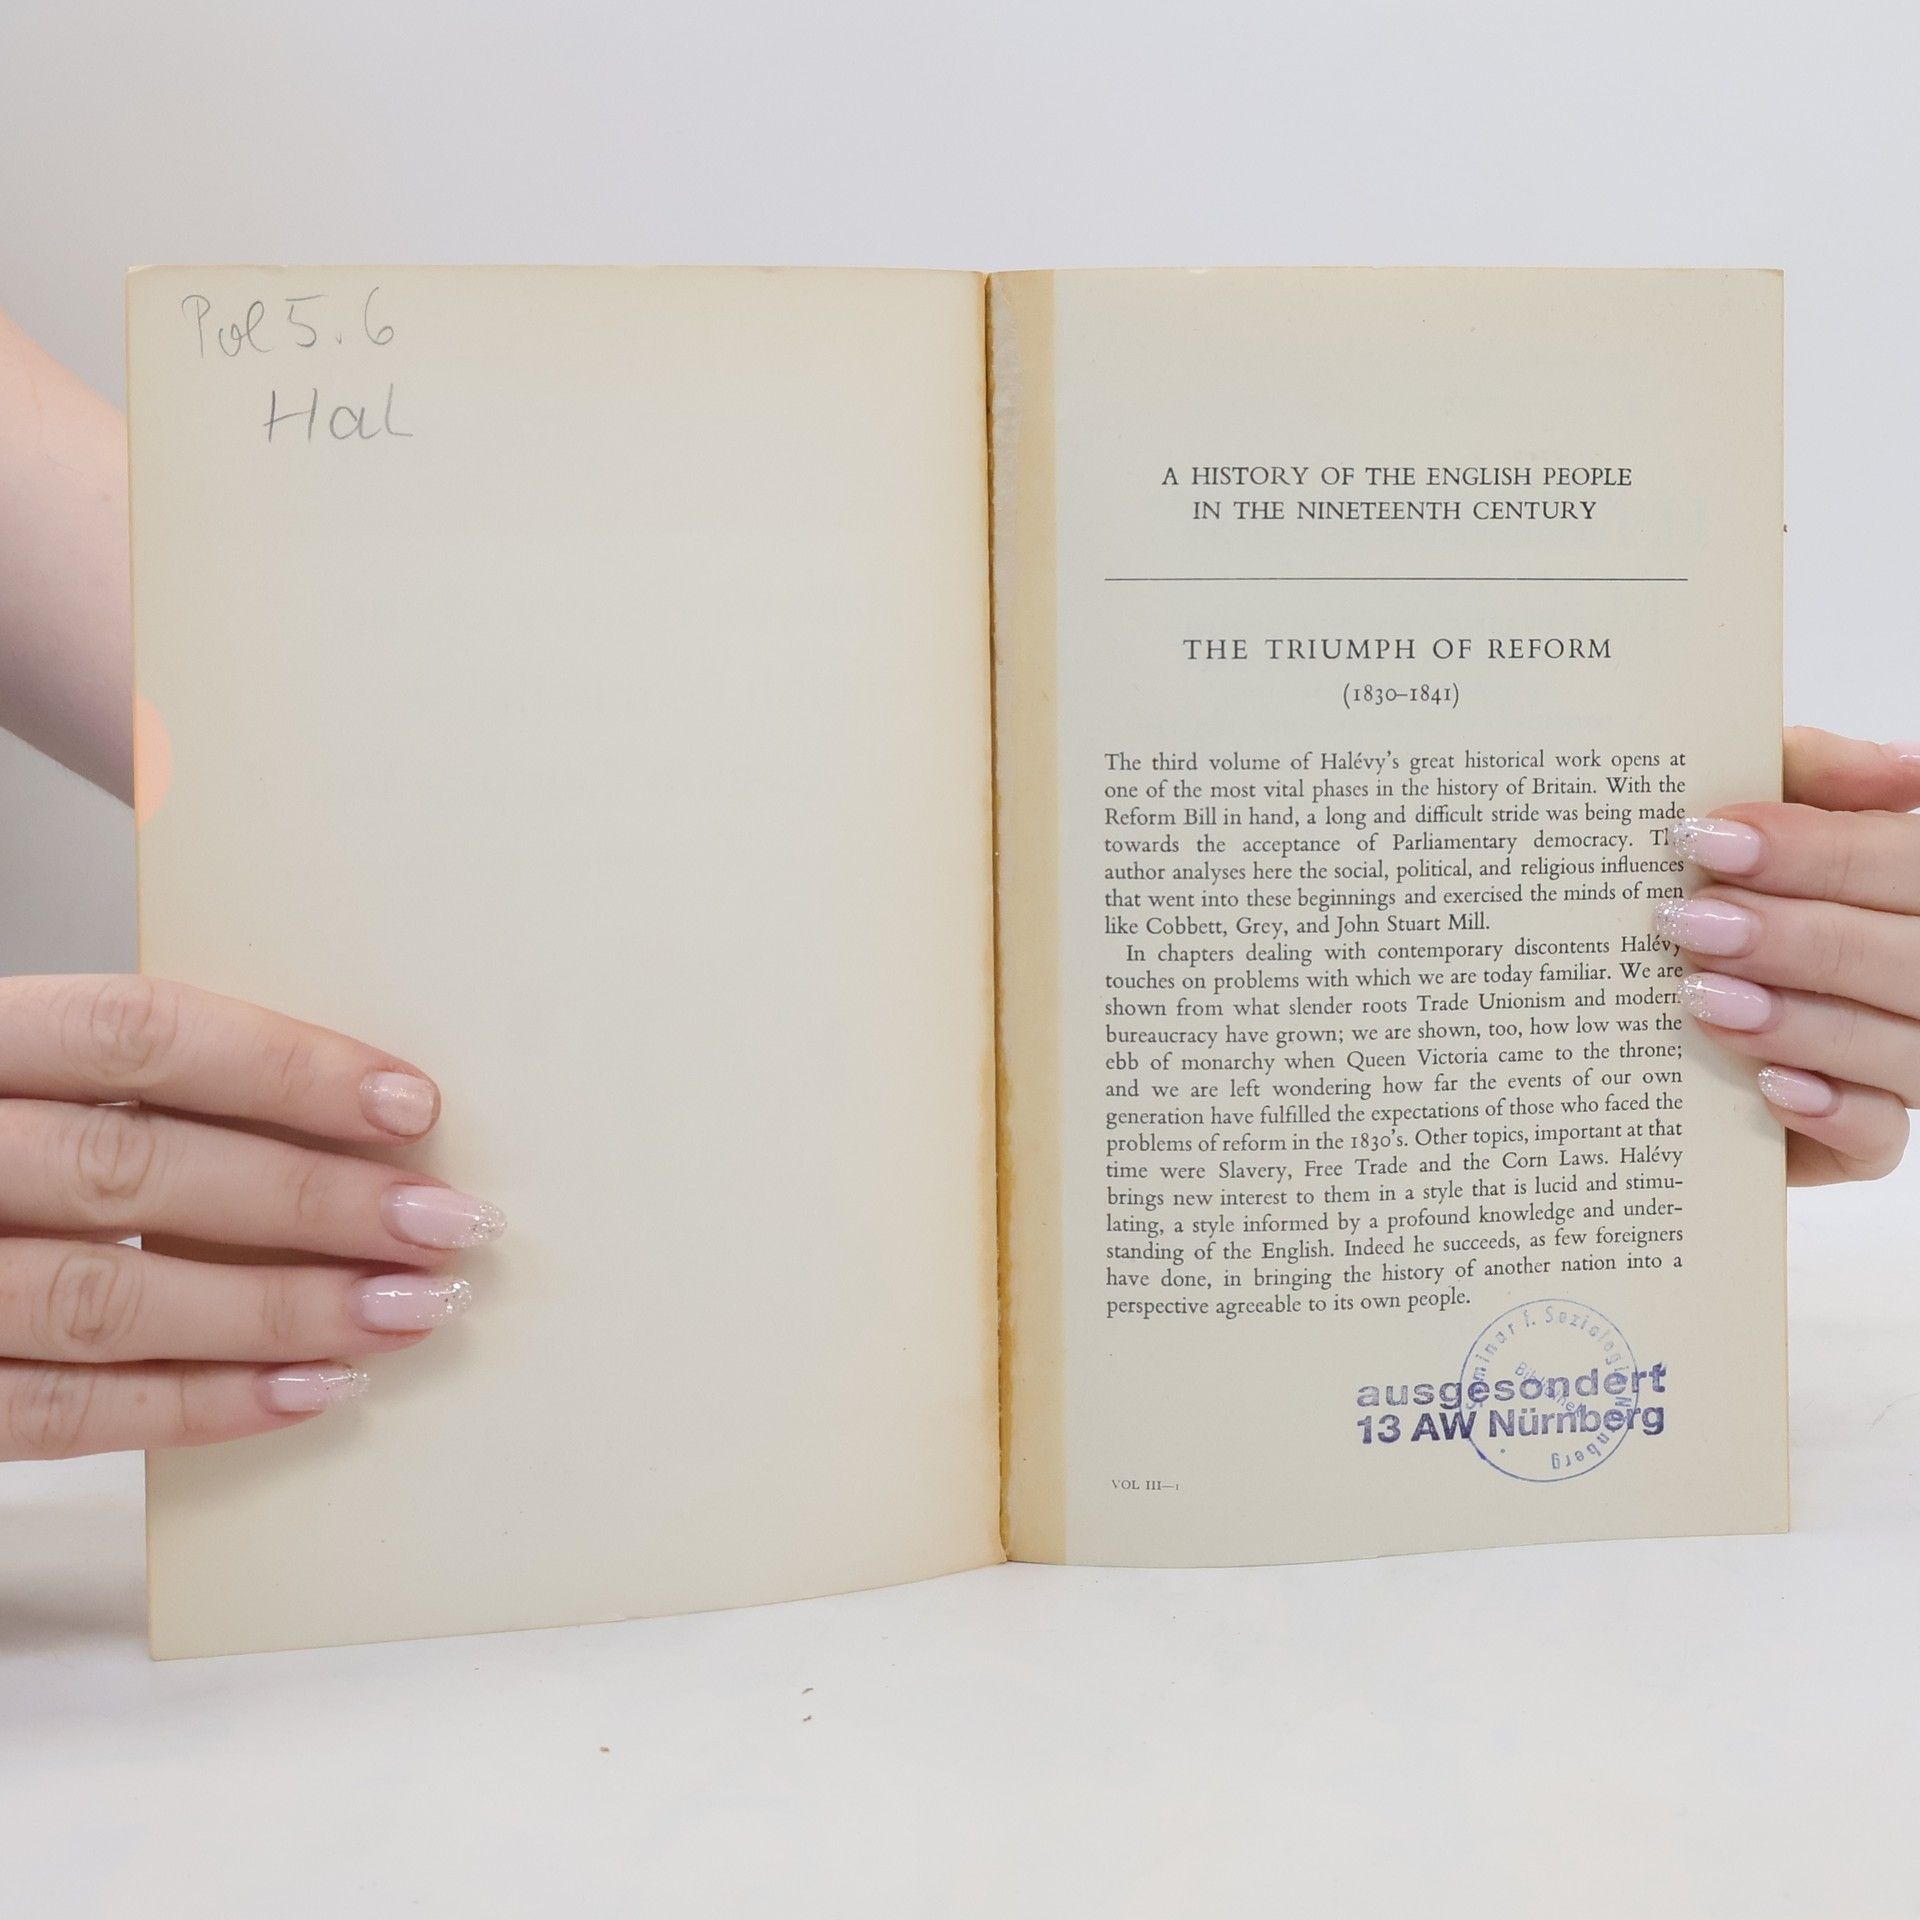 Pol 5.6
Hal
A HISTORY OF THE ENGLISH PEOPLE
IN THE NINETEENTH CENTURY
THE TRIUMPH OF REFORM
(1830–1841)
The third volume of Halévy's great historical work opens at
one of the most vital phases in the history of Britain. With the
Reform Bill in hand, a long and difficult stride was being made
towards the acceptance of Parliamentary democracy.
author analyses here the social, political, and religious influences
that went into these beginnings and exercised the minds of men
like Cobbett, Grey, and John Stuart Mill.
In chapters dealing with contemporary discontents Halévy
touches on problems with which we are today familiar. We are
shown from what slender roots Trade Unionism and modern
bureaucracy have grown; we are shown, too, how low was the
ebb of monarchy when Queen Victoria came to the throne;
and we are left wondering how far the events of our own
generation have fulfilled the expectations of those who faced the
problems of reform in the 1830's. Other topics, important at that
time were Slavery, Free Trade and the Corn Laws. Halévy
brings new interest to them in a style that is lucid and stimu-
lating, a style informed by a profound knowledge and under-
standing of the English. Indeed he succeeds, as few foreigners
have done, in bringing the history of another nation into a
perspective agreeable to its own people.
Seminar f. Soziologie
ausgesondert
13 AW Nürnberg
Nürnberg
VOL III—1